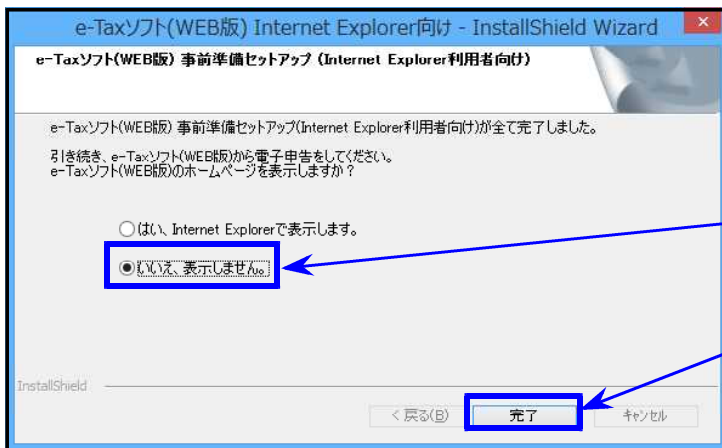 e-Taxソフト(WEB版) Internet Explorer向け - InstallShield Wizard
e-Taxソフト(WEB版) 事前準備セットアップ (Internet Explorer利用者向け)
e-Taxソフト(WEB版) 事前準備セットアップ(Internet Explorer利用者向け)が全て完了しました。
引き続き、e-Taxソフト(WEB版)から電子申告をしてください。
e-Taxソフト(WEB版)のホームページを表示しますか？
はい、Internet Explorerで表示します。
いいえ、表示しません。
InstallShield
< 戻る(B) 完了 キャンセル